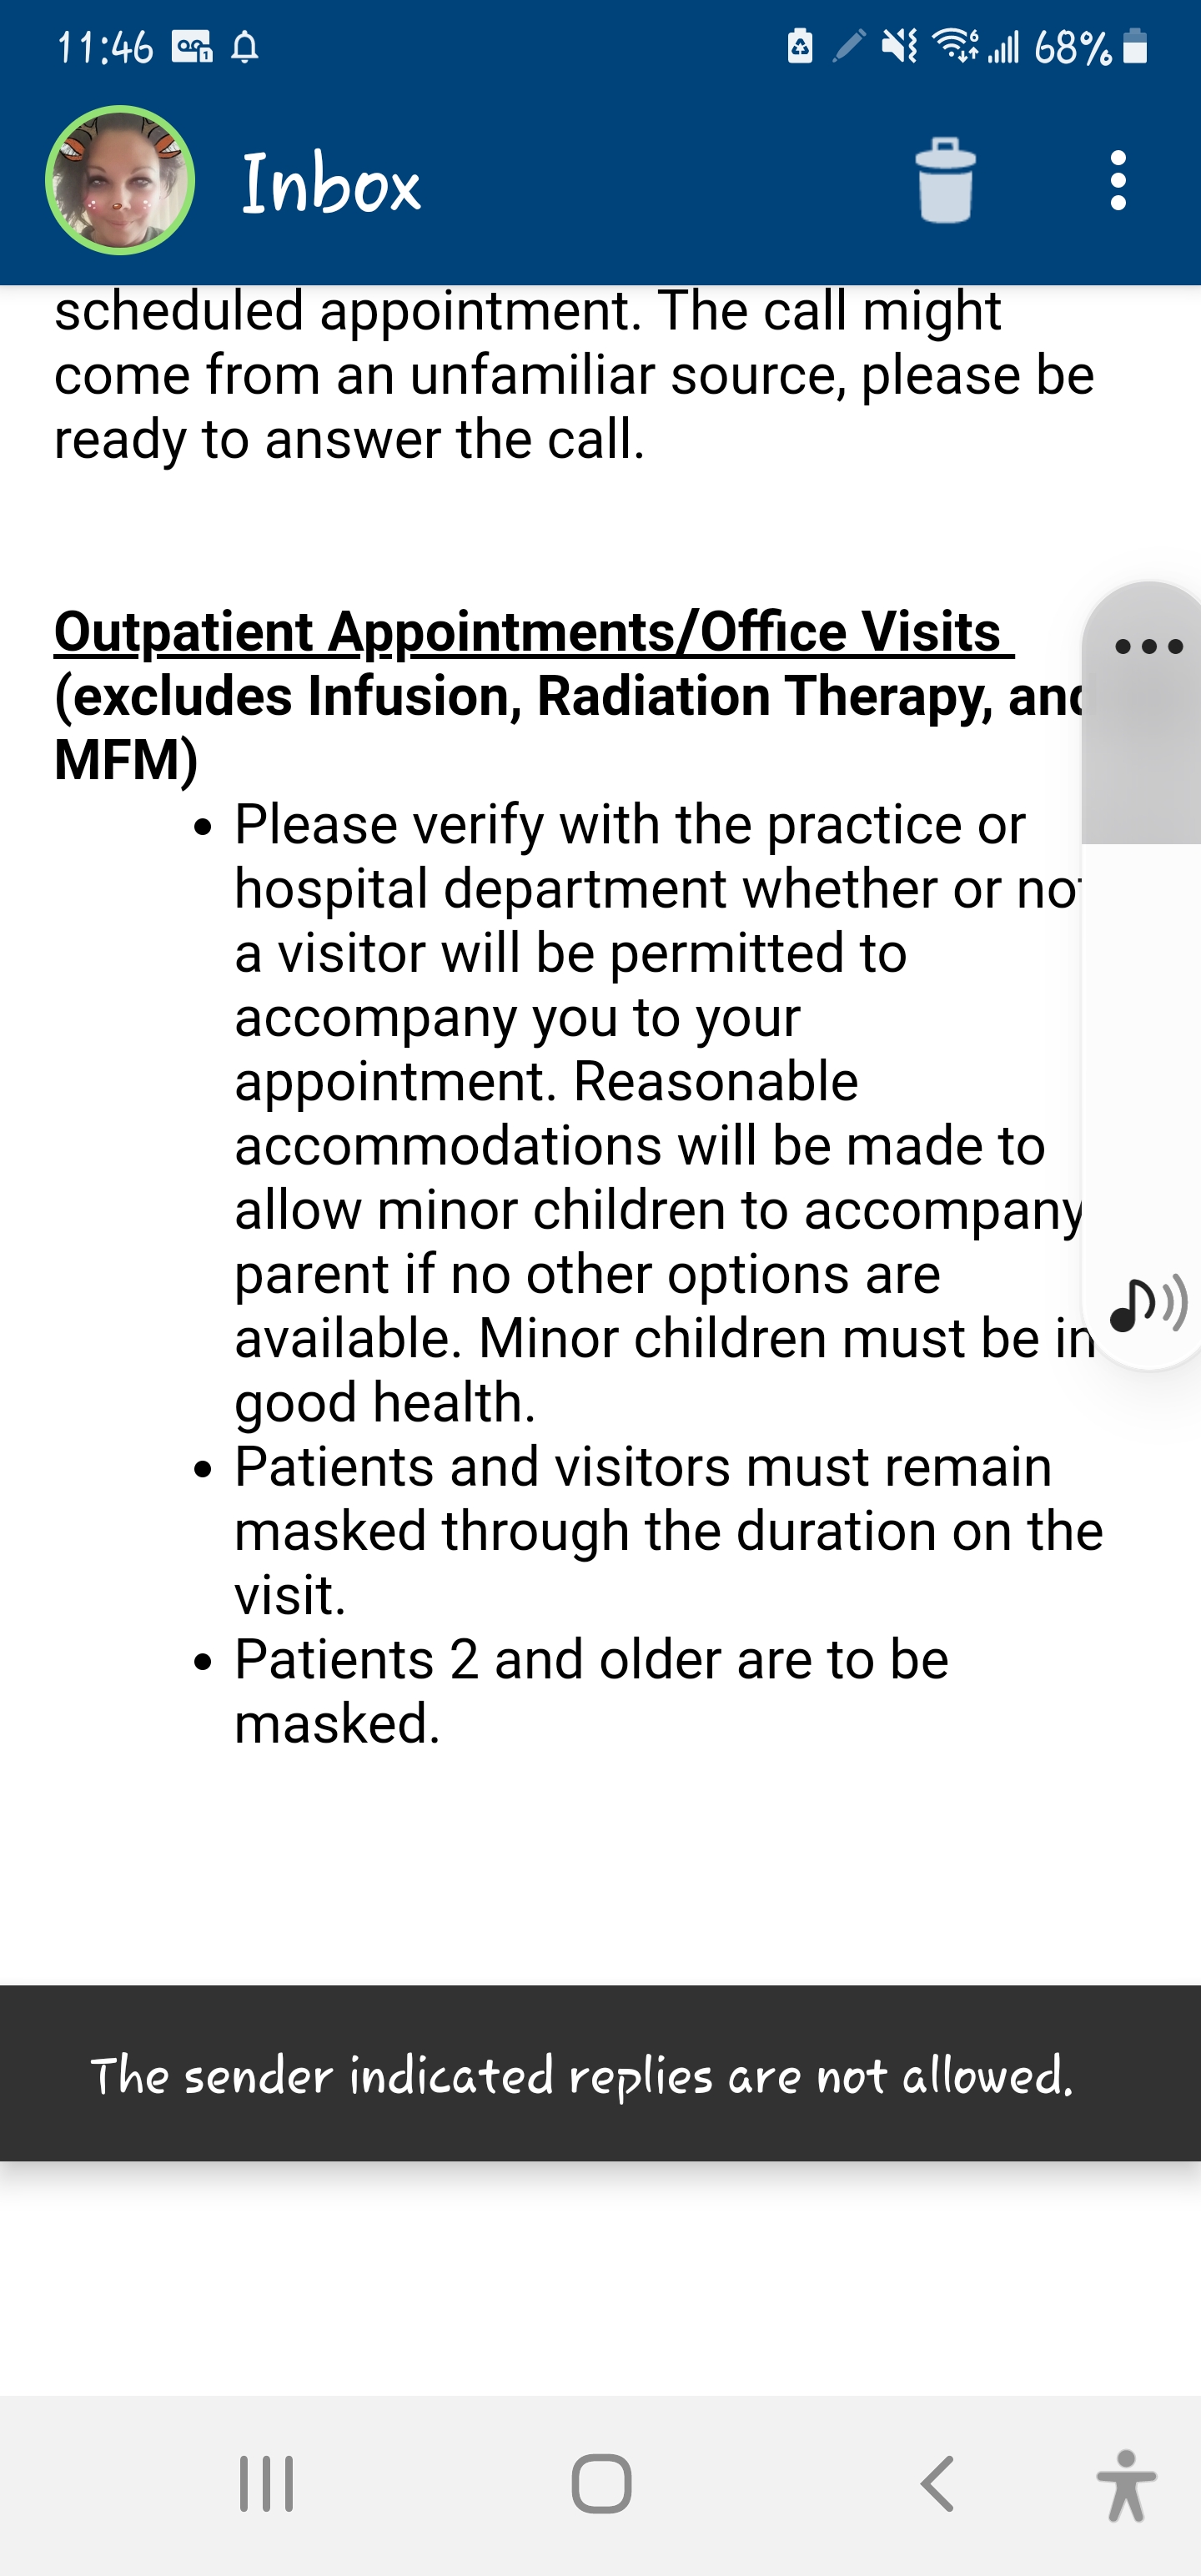 11:46 68%
Inbox
scheduled appointment. The call might
come from an unfamiliar source, please be
ready to answer the call.
Outpatient Appointments/Office Visits
(excludes Infusion, Radiation Therapy, and
MFM)
• Please verify with the practice or
hospital department whether or not
a visitor will be permitted to
accompany you to your
appointment. Reasonable
accommodations will be made to
allow minor children to accompany
parent if no other options are
available. Minor children must be in
good health.
• Patients and visitors must remain
masked through the duration on the
visit.
• Patients 2 and older are to be
masked.
The sender indicated replies are not allowed.